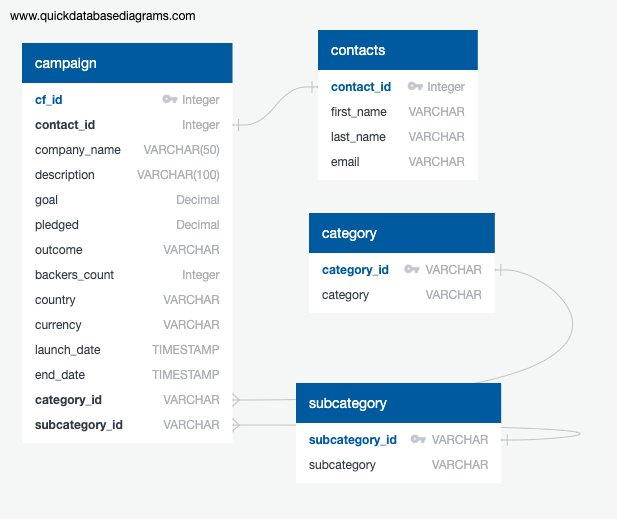 www.quickdatabasediagrams.com
campaign
cf_id Integer
contact_id Integer
company_name VARCHAR(50)
description VARCHAR(100)
goal Decimal
pledged Decimal
outcome VARCHAR
backers_count Integer
country VARCHAR
currency VARCHAR
launch_date TIMESTAMP
end_date TIMESTAMP
category_id VARCHAR
subcategory_id VARCHAR
contacts
contact_id Integer
first_name VARCHAR
last_name VARCHAR
email VARCHAR
category
category_id VARCHAR
category VARCHAR
subcategory
subcategory_id VARCHAR
subcategory VARCHAR